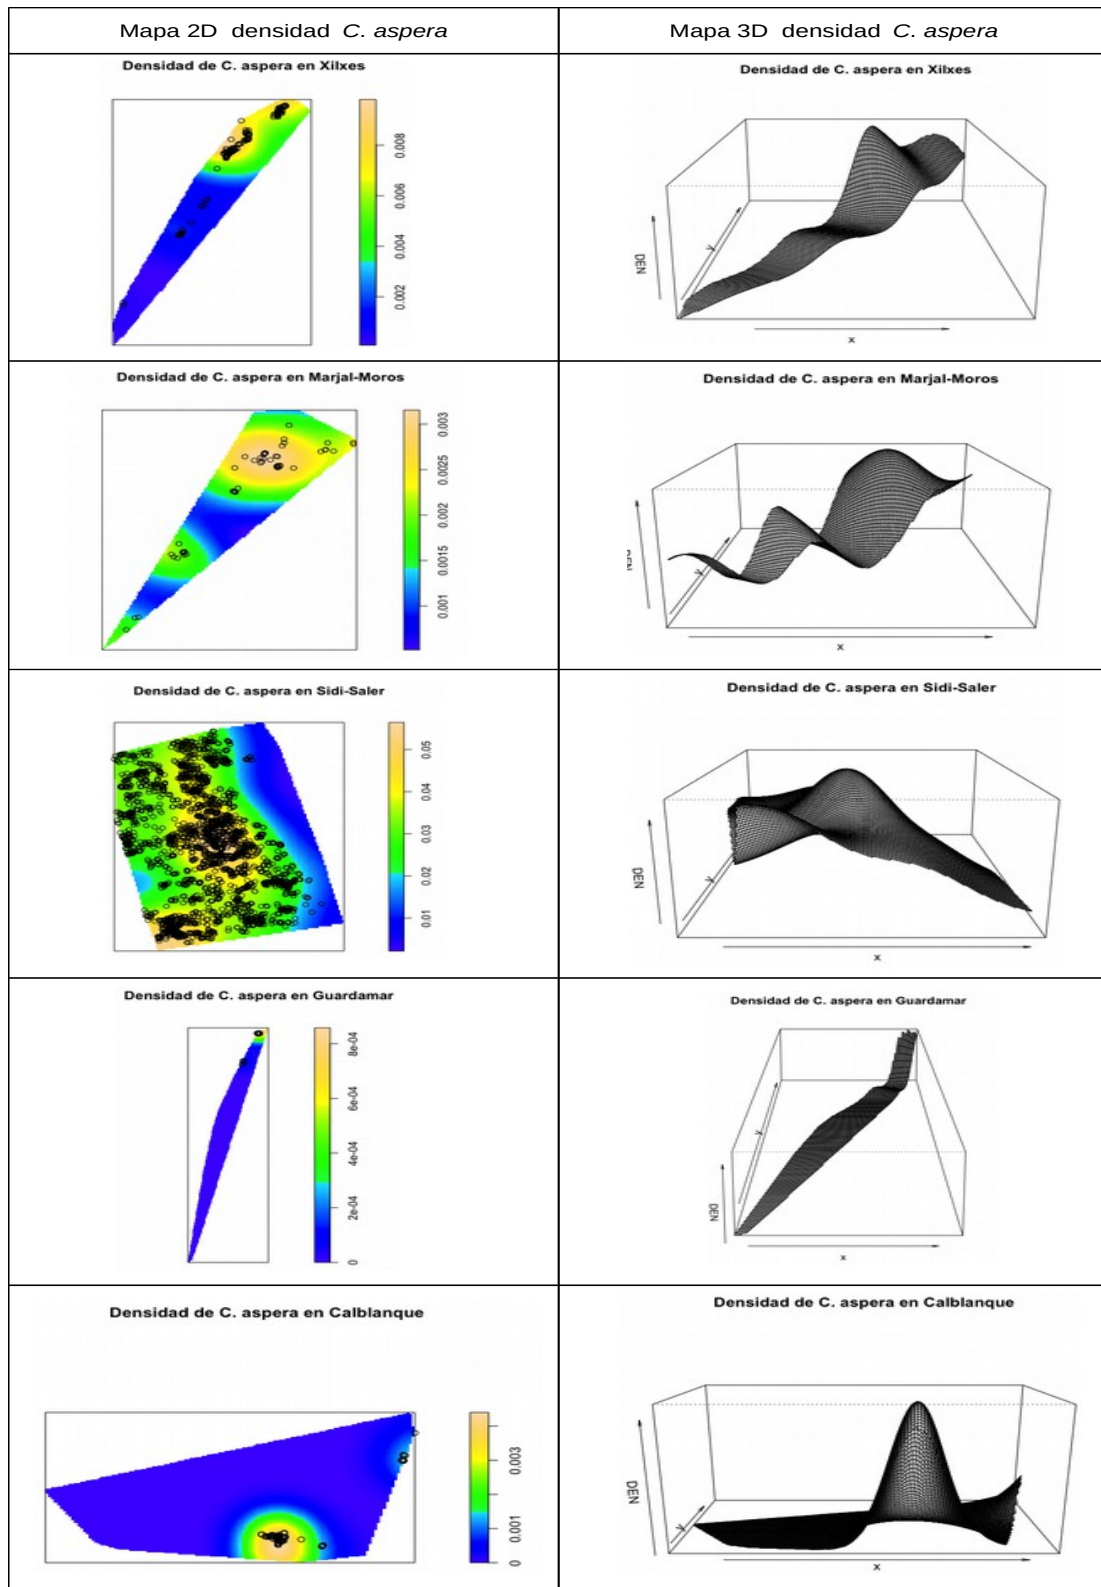 Mapa 2D densidad C. aspera
Mapa 3D densidad C. aspera
Densidad de C. aspera en Xilxes
0.008
0.006
0.004
0.002
Densidad de C. aspera en Xilxes
DEN
y
x
Densidad de C. aspera en Marjal-Moros
0.003
0.0025
0.002
0.0015
0.001
Densidad de C. aspera en Marjal-Moros
DEN
y
x
Densidad de C. aspera en Sidi-Saler
0.05
0.04
0.03
0.02
0.01
Densidad de C. aspera en Sidi-Saler
DEN
y
x
Densidad de C. aspera en Guardamar
8e-04
6e-04
4e-04
2e-04
0
Densidad de C. aspera en Guardamar
DEN
y
x
Densidad de C. aspera en Calblanque
0.003
0.001
0
Densidad de C. aspera en Calblanque
DEN
y
x